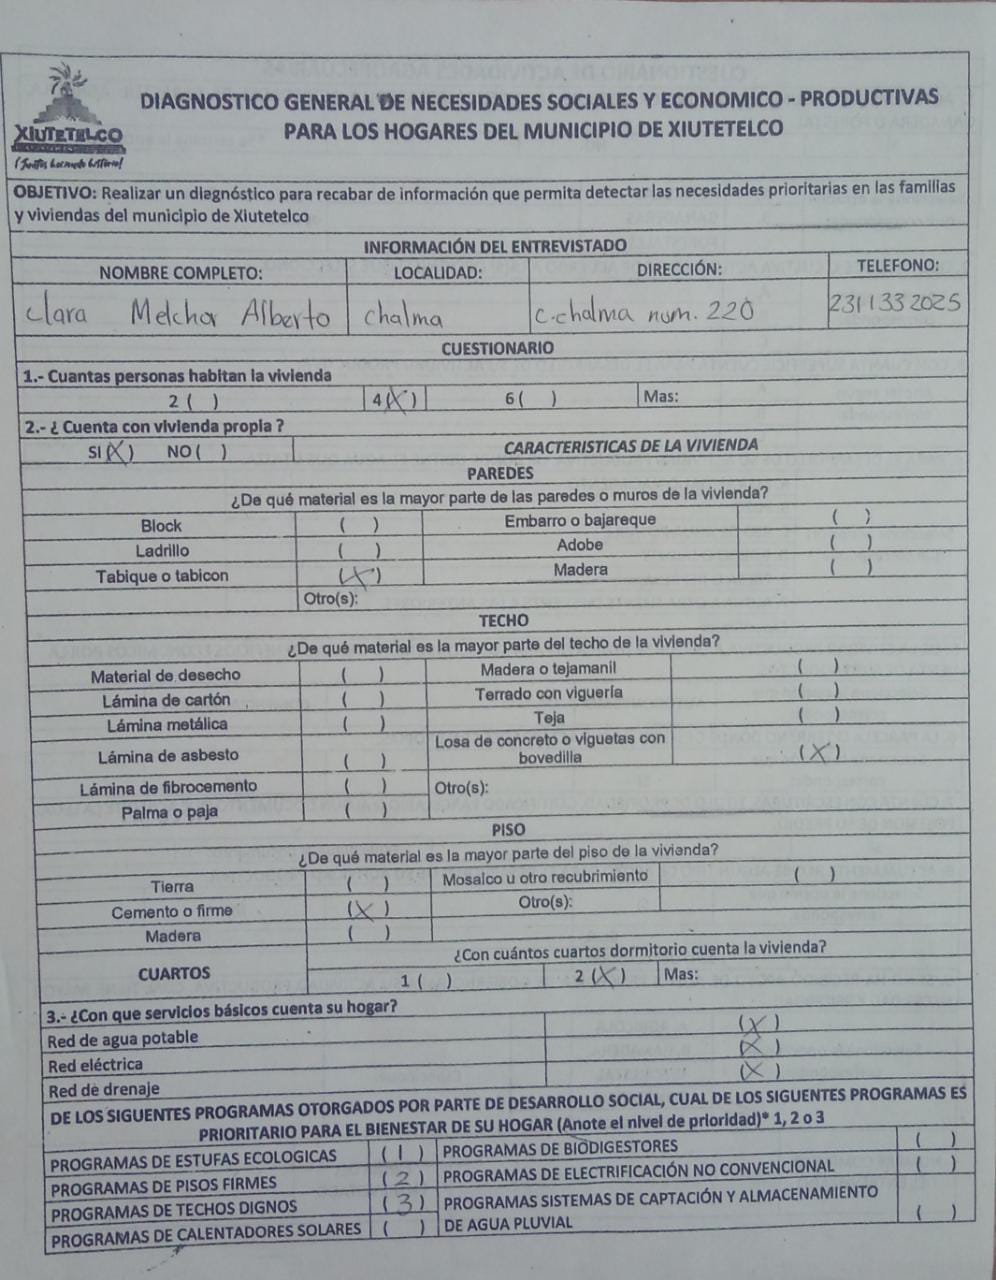 XIUTETELCO
¡Juntos haciendo historia!
DIAGNOSTICO GENERAL DE NECESIDADES SOCIALES Y ECONOMICO - PRODUCTIVAS
PARA LOS HOGARES DEL MUNICIPIO DE XIUTETELCO
OBJETIVO: Realizar un diagnóstico para recabar de información que permita detectar las necesidades prioritarias en las familias
y viviendas del municipio de Xiutetelco
INFORMACIÓN DEL ENTREVISTADO
NOMBRE COMPLETO: LOCALIDAD: DIRECCIÓN: TELEFONO:
Clara Melchor Alberto chalma C.chalma num. 220 2311332025
CUESTIONARIO
1.- Cuantas personas habitan la vivienda
2 ( ) 4(X) 6 ( ) Mas:
2.- ¿ Cuenta con vivienda propia ?
SI(X) NO ( ) CARACTERISTICAS DE LA VIVIENDA
PAREDES
¿De qué material es la mayor parte de las paredes o muros de la vivienda?
Block ( ) Embarro o bajareque ( )
Ladrillo ( ) Adobe ( )
Tabique o tabicon (X) Madera ( )
Otro(s):
TECHO
¿De qué material es la mayor parte del techo de la vivienda?
Material de desecho ( ) Madera o tejamanil ( )
Lámina de cartón ( ) Terrado con viguería ( )
Lámina metálica ( ) Teja ( )
Lámina de asbesto ( ) Losa de concreto o viguetas con
bovedilla (X)
Lámina de fibrocemento ( ) Otro(s):
Palma o paja ( )
PISO
¿De qué material es la mayor parte del piso de la vivienda?
Tierra ( ) Mosaico u otro recubrimiento ( )
Cemento o firme (X) Otro(s):
Madera ( )
CUARTOS ¿Con cuántos cuartos dormitorio cuenta la vivienda?
1 ( ) 2 (X) Mas:
3.- ¿Con que servicios básicos cuenta su hogar?
Red de agua potable (X)
Red eléctrica (X)
Red de drenaje (X)
DE LOS SIGUENTES PROGRAMAS OTORGADOS POR PARTE DE DESARROLLO SOCIAL, CUAL DE LOS SIGUENTES PROGRAMAS ES
PRIORITARIO PARA EL BIENESTAR DE SU HOGAR (Anote el nivel de prioridad)* 1, 2 o 3
PROGRAMAS DE ESTUFAS ECOLOGICAS (1) PROGRAMAS DE BIODIGESTORES ( )
PROGRAMAS DE PISOS FIRMES (2) PROGRAMAS DE ELECTRIFICACIÓN NO CONVENCIONAL ( )
PROGRAMAS DE TECHOS DIGNOS (3) PROGRAMAS SISTEMAS DE CAPTACIÓN Y ALMACENAMIENTO
PROGRAMAS DE CALENTADORES SOLARES ( ) DE AGUA PLUVIAL ( )